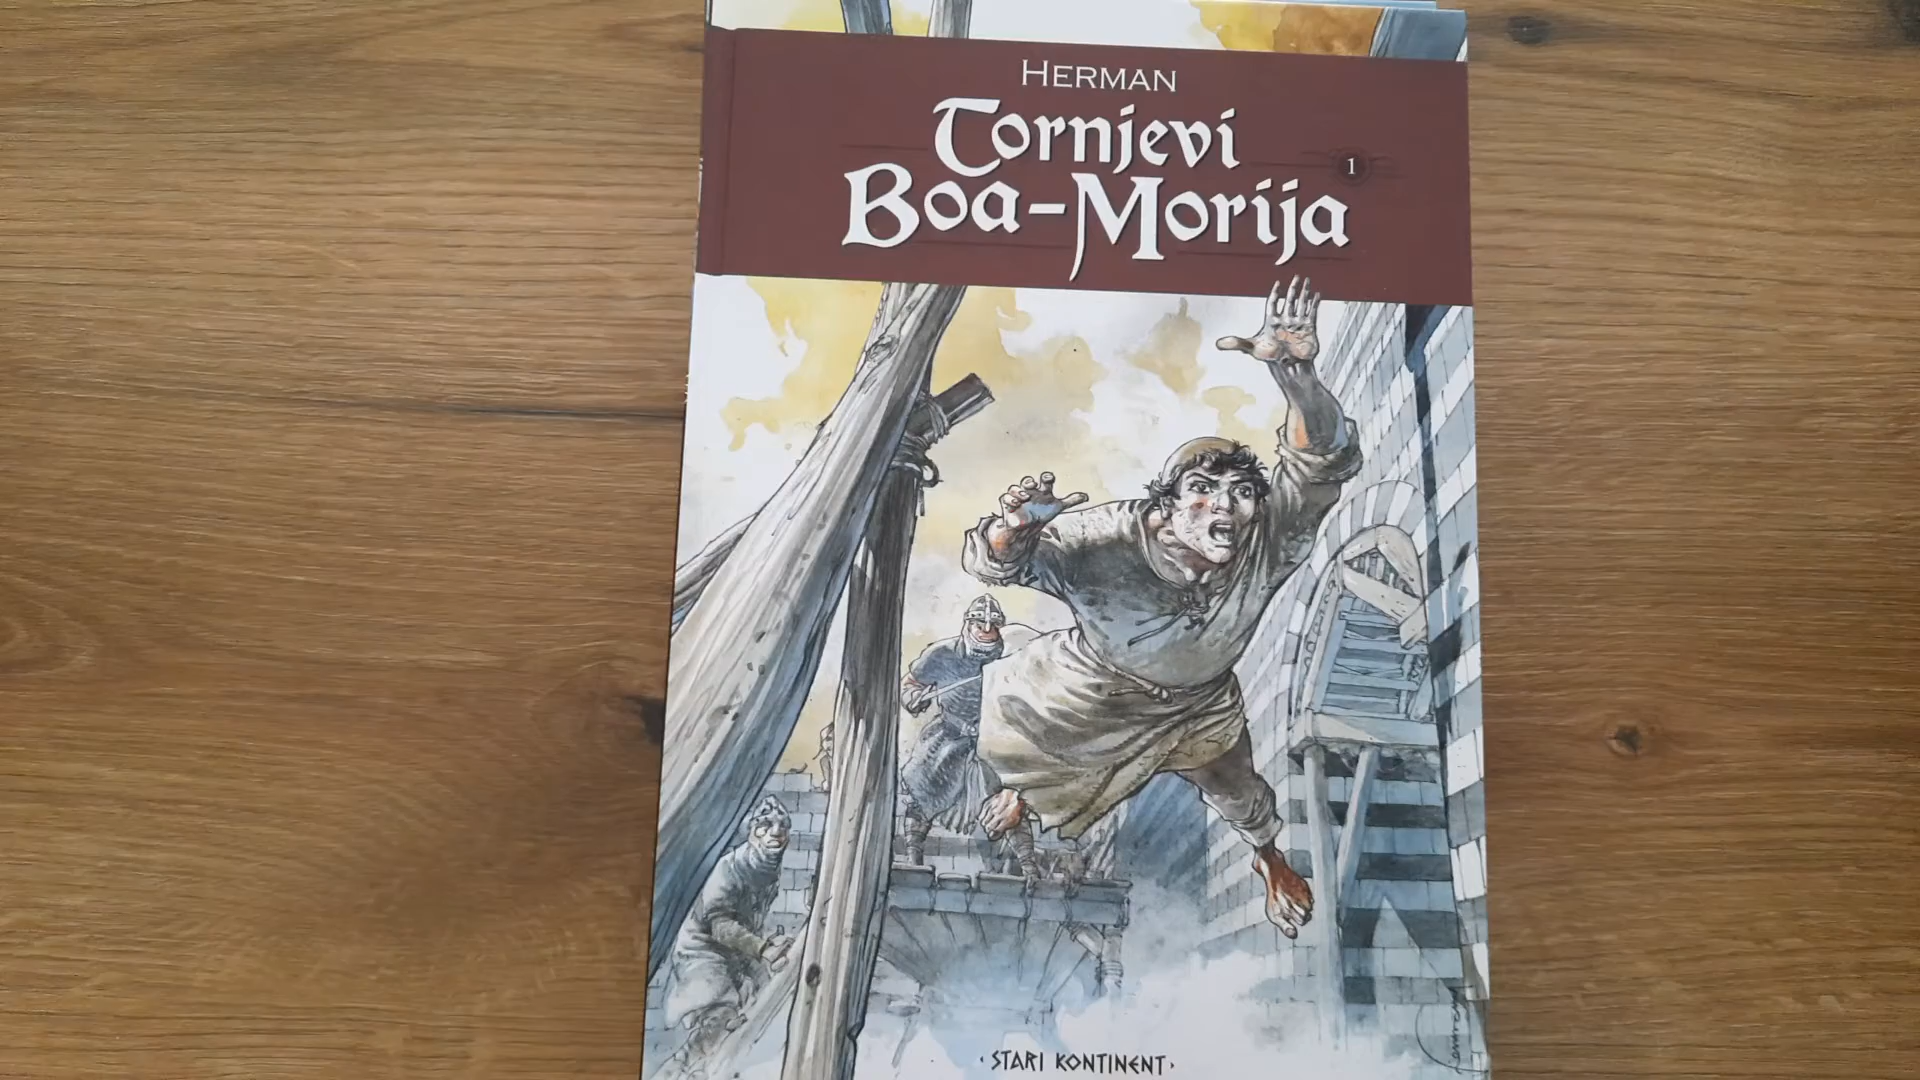 HERMAN
Tornjevi
1
Boa-Morija
STARI KONTINENT